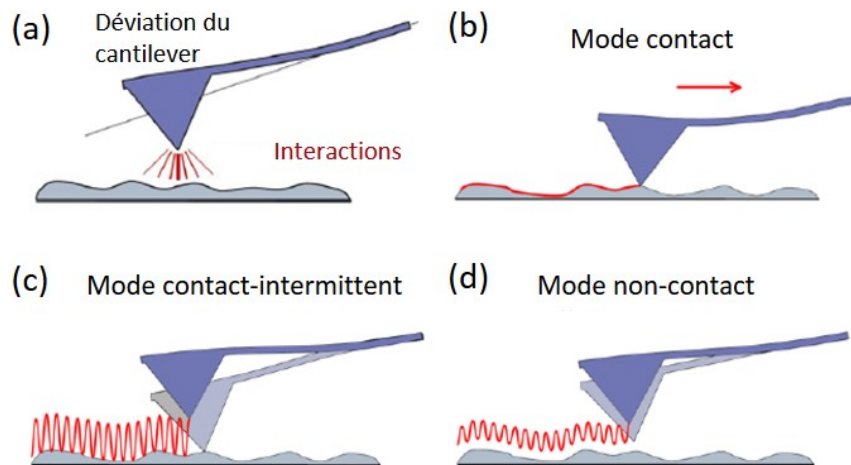 (a)
Déviation du
cantilever
Interactions
(b)
Mode contact
(c)
Mode contact-intermittent
(d)
Mode non-contact